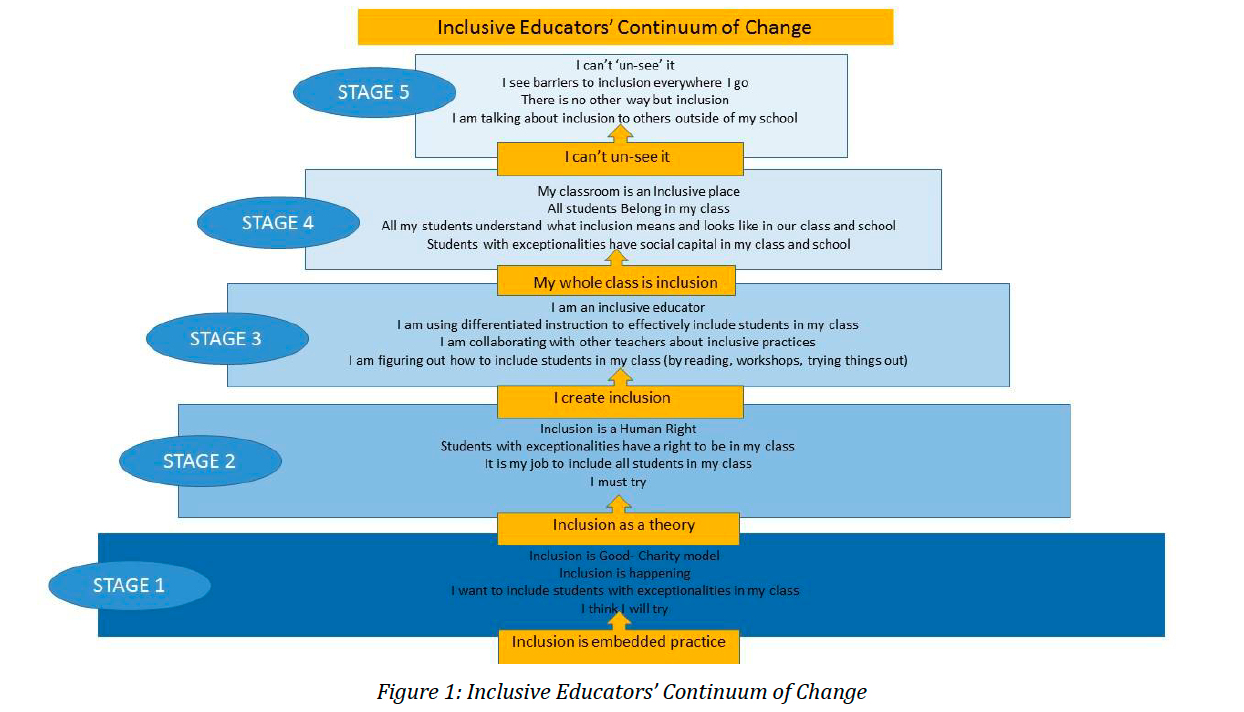 Inclusive Educators’ Continuum of Change
STAGE 5
I can’t ‘un-see’ it
I see barriers to inclusion everywhere I go
There is no other way but inclusion
I am talking about inclusion to others outside of my school
I can’t un-see it
STAGE 4
My classroom is an Inclusive place
All students Belong in my class
All my students understand what inclusion means and looks like in our class and school
Students with exceptionalities have social capital in my class and school
My whole class is inclusion
STAGE 3
I am an inclusive educator
I am using differentiated instruction to effectively include students in my class
I am collaborating with other teachers about inclusive practices
I am figuring out how to include students in my class (by reading, workshops, trying things out)
I create inclusion
STAGE 2
Inclusion is a Human Right
Students with exceptionalities have a right to be in my class
It is my job to include all students in my class
I must try
Inclusion as a theory
STAGE 1
Inclusion is Good- Charity model
Inclusion is happening
I want to include students with exceptionalities in my class
I think I will try
Inclusion is embedded practice
Figure 1: Inclusive Educators’ Continuum of Change